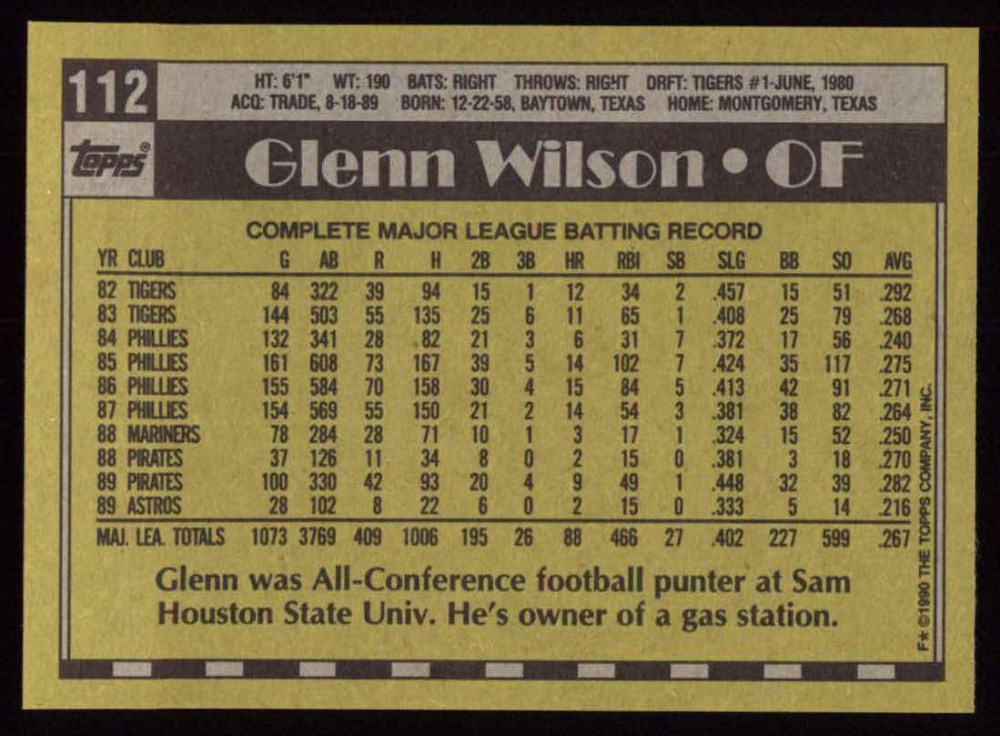 112
HT: 6'1" WT: 190 BATS: RIGHT THROWS: RIGHT DRFT: TIGERS #1-JUNE, 1980
ACQ: TRADE, 8-18-89 BORN: 12-22-58, BAYTOWN, TEXAS HOME: MONTGOMERY, TEXAS
topps®
Glenn Wilson • OF
COMPLETE MAJOR LEAGUE BATTING RECORD
YR CLUB G AB R H 2B 3B HR RBI SB SLG BB SO AVG
82 TIGERS 84 322 39 94 15 1 12 34 2 .457 15 51 .292
83 TIGERS 144 503 55 135 25 6 11 65 1 .408 25 79 .268
84 PHILLIES 132 341 28 82 21 3 6 31 7 .372 17 56 .240
85 PHILLIES 161 608 73 167 39 5 14 102 7 .424 35 117 .275
86 PHILLIES 155 584 70 158 30 4 15 84 5 .413 42 91 .271
87 PHILLIES 154 569 55 150 21 2 14 54 3 .381 38 82 .264
88 MARINERS 78 284 28 71 10 1 3 17 1 .324 15 52 .250
88 PIRATES 37 126 11 34 8 0 2 15 0 .381 3 18 .270
89 PIRATES 100 330 42 93 20 4 9 49 1 .448 32 39 .282
89 ASTROS 28 102 8 22 6 0 2 15 0 .333 5 14 .216
MAJ. LEA. TOTALS 1073 3769 409 1006 195 26 88 466 27 .402 227 599 .267
Glenn was All-Conference football punter at Sam
Houston State Univ. He's owner of a gas station.
F* ©1990 THE TOPPS COMPANY, INC.